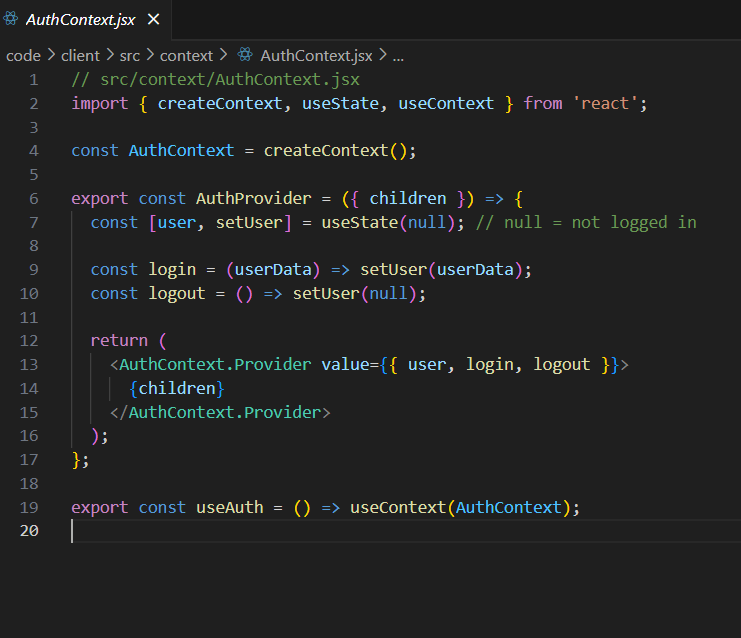 AuthContext.jsx ×
code > client > src > context > AuthContext.jsx > ...
1 // src/context/AuthContext.jsx
2 import { createContext, useState, useContext } from 'react';
3
4 const AuthContext = createContext();
5
6 export const AuthProvider = ({ children }) => {
7   const [user, setUser] = useState(null); // null = not logged in
8
9   const login = (userData) => setUser(userData);
10   const logout = () => setUser(null);
11
12   return (
13     <AuthContext.Provider value={{ user, login, logout }}>
14       {children}
15     </AuthContext.Provider>
16   );
17 };
18
19 export const useAuth = () => useContext(AuthContext);
20